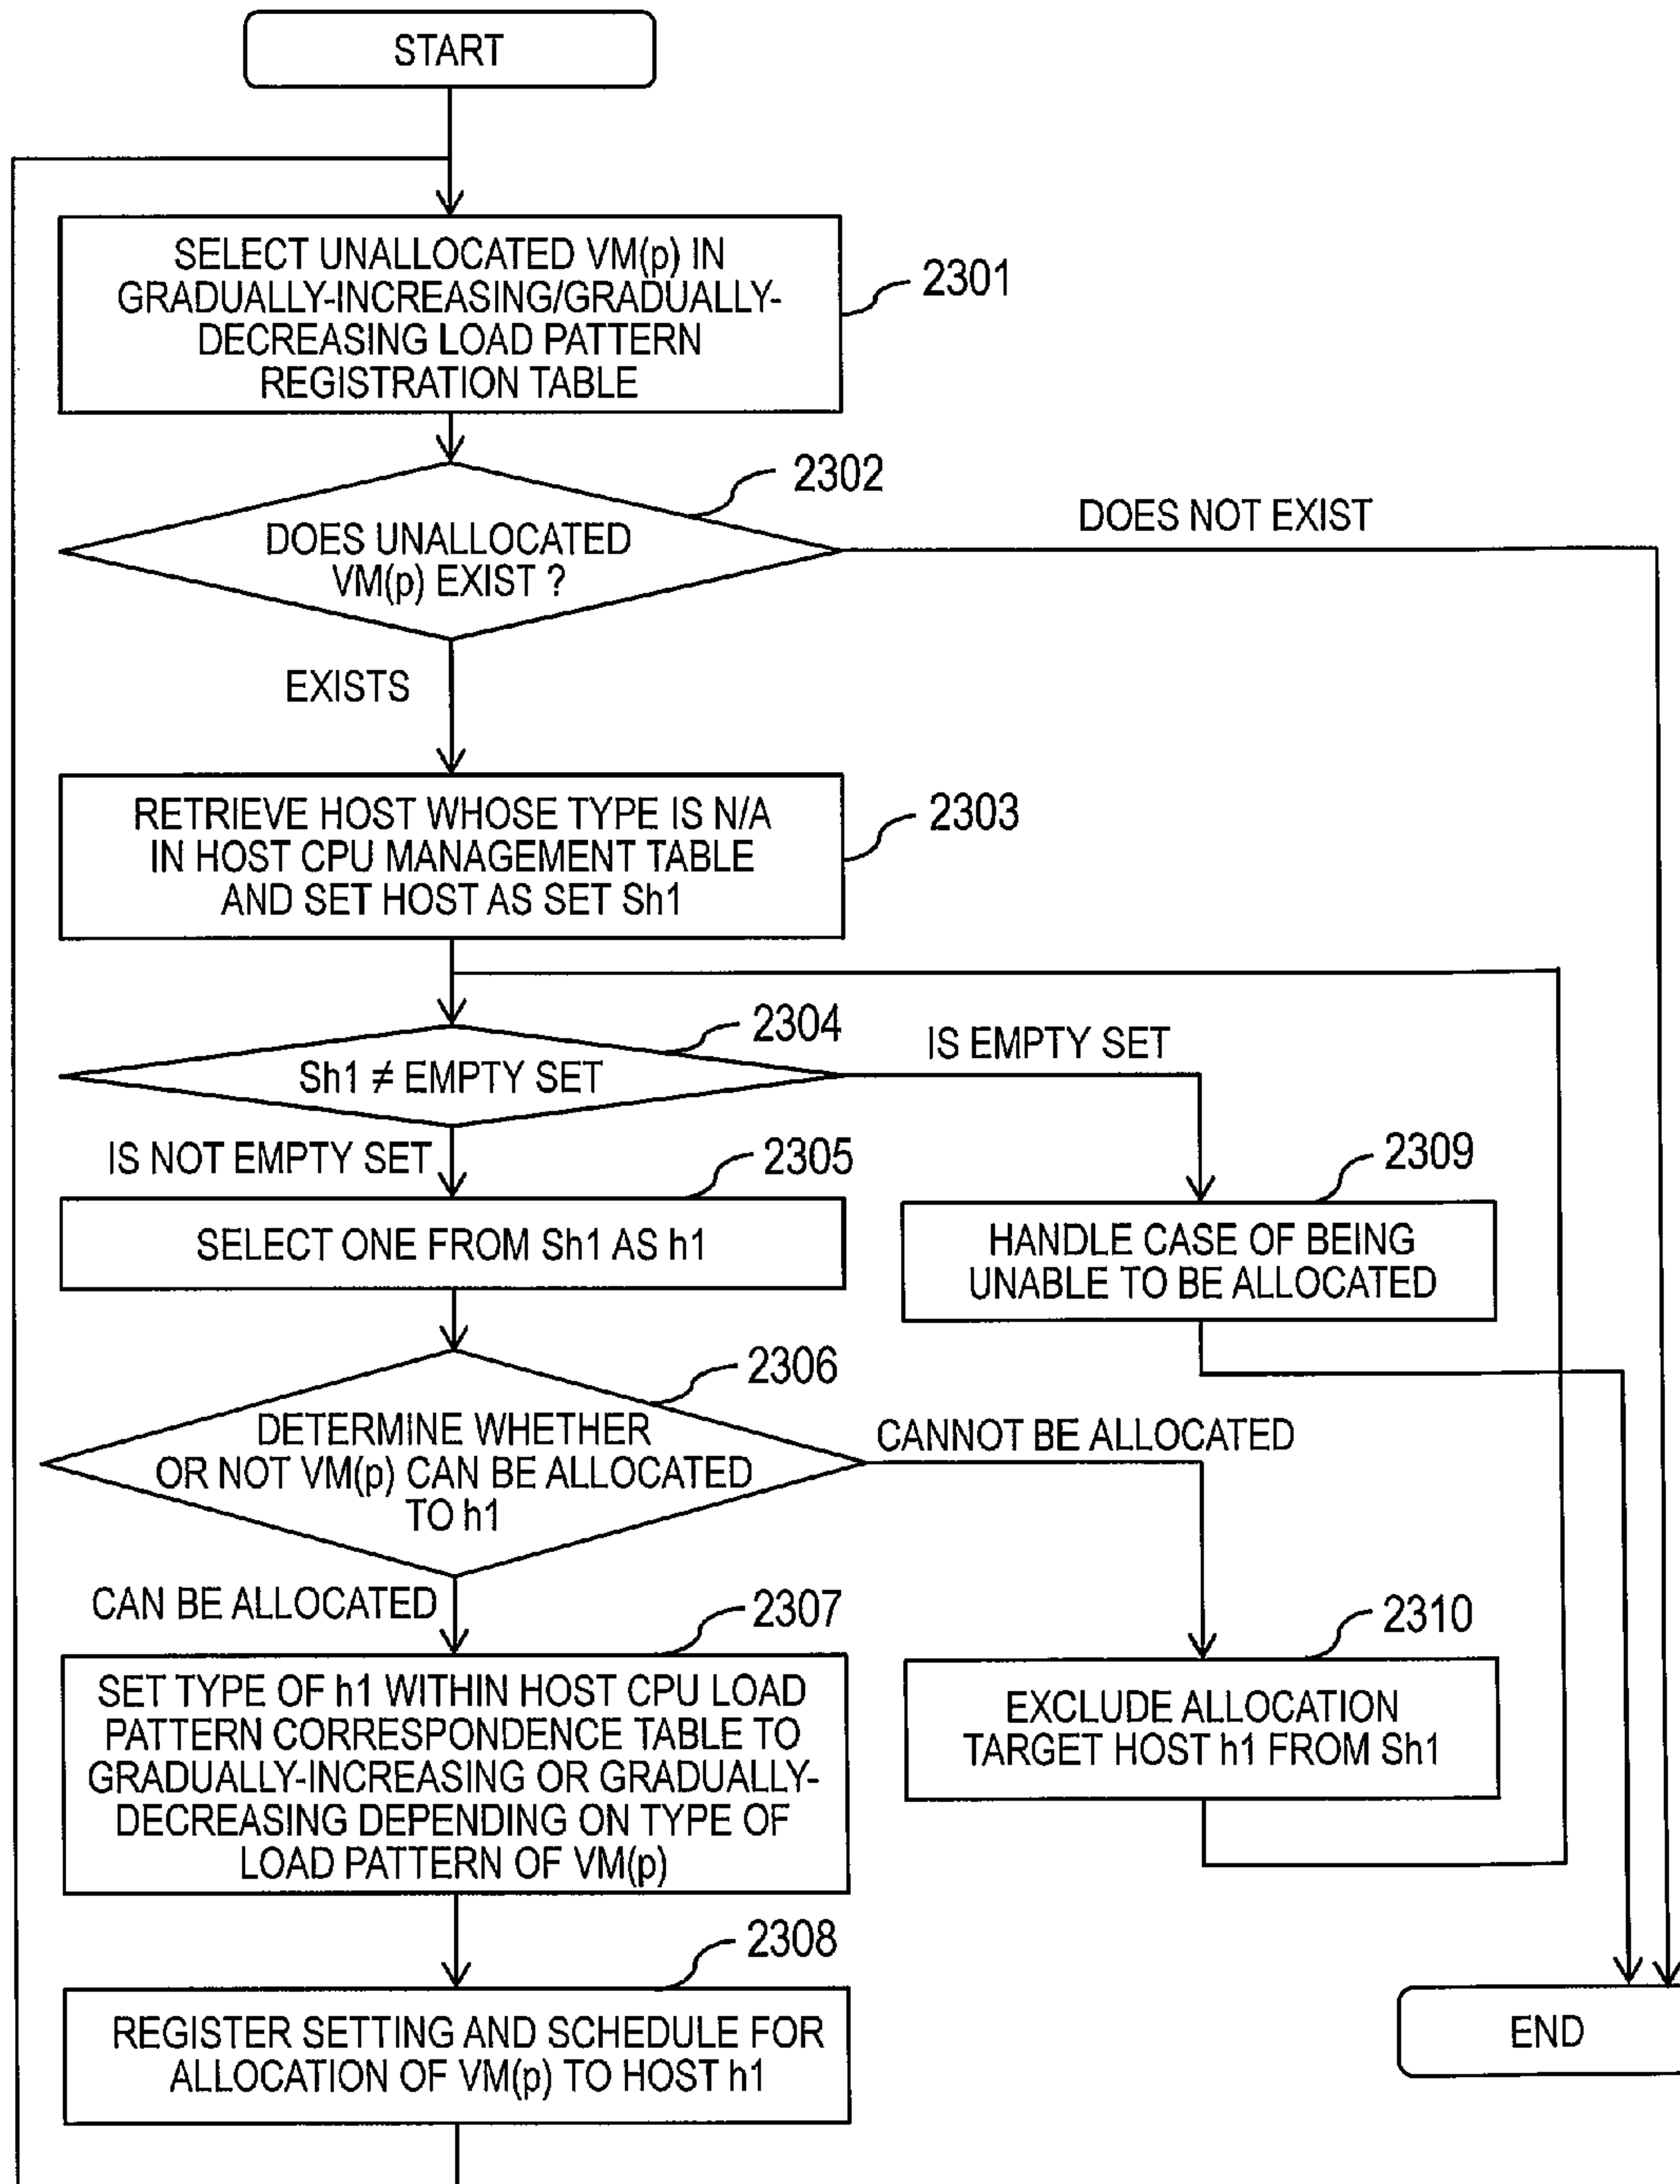 START
SELECT UNALLOCATED VM(p) IN
GRADUALLY-INCREASING/GRADUALLY-
DECREASING LOAD PATTERN
REGISTRATION TABLE
2301
2302
DOES UNALLOCATED
VM(p) EXIST ?
DOES NOT EXIST
EXISTS
RETRIEVE HOST WHOSE TYPE IS N/A
IN HOST CPU MANAGEMENT TABLE
AND SET HOST AS SET Sh1
2303
2304
Sh1 ≠ EMPTY SET
IS EMPTY SET
IS NOT EMPTY SET
2305
SELECT ONE FROM Sh1 AS h1
2309
HANDLE CASE OF BEING
UNABLE TO BE ALLOCATED
2306
DETERMINE WHETHER
OR NOT VM(p) CAN BE ALLOCATED
TO h1
CANNOT BE ALLOCATED
CAN BE ALLOCATED
2307
SET TYPE OF h1 WITHIN HOST CPU LOAD
PATTERN CORRESPONDENCE TABLE TO
GRADUALLY-INCREASING OR GRADUALLY-
DECREASING DEPENDING ON TYPE OF
LOAD PATTERN OF VM(p)
2310
EXCLUDE ALLOCATION
TARGET HOST h1 FROM Sh1
2308
REGISTER SETTING AND SCHEDULE FOR
ALLOCATION OF VM(p) TO HOST h1
END